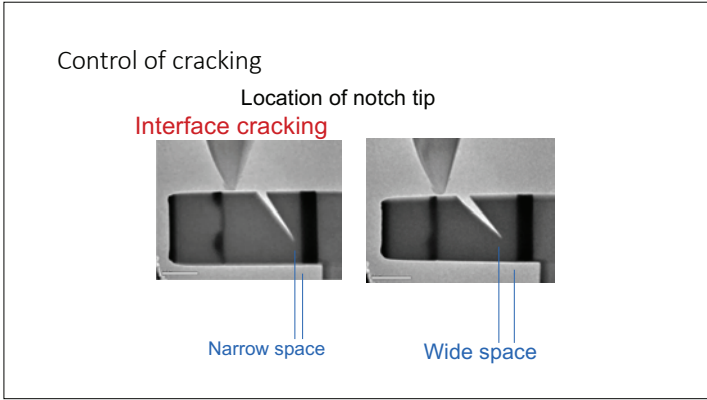 Control of cracking
Location of notch tip
Interface cracking
Narrow space
Wide space